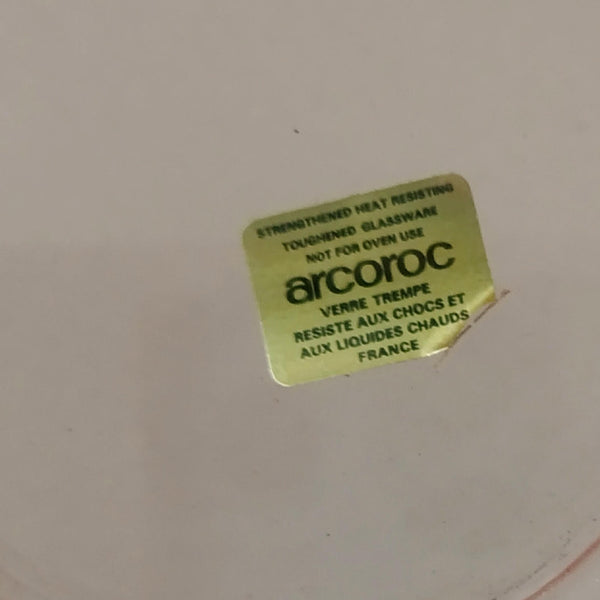 STRENGTHENED HEAT RESISTING
TOUGHENED GLASSWARE
NOT FOR OVEN USE
arcoroc
VERRE TREMPE
RESISTE AUX CHOCS ET
AUX LIQUIDES CHAUDS
FRANCE